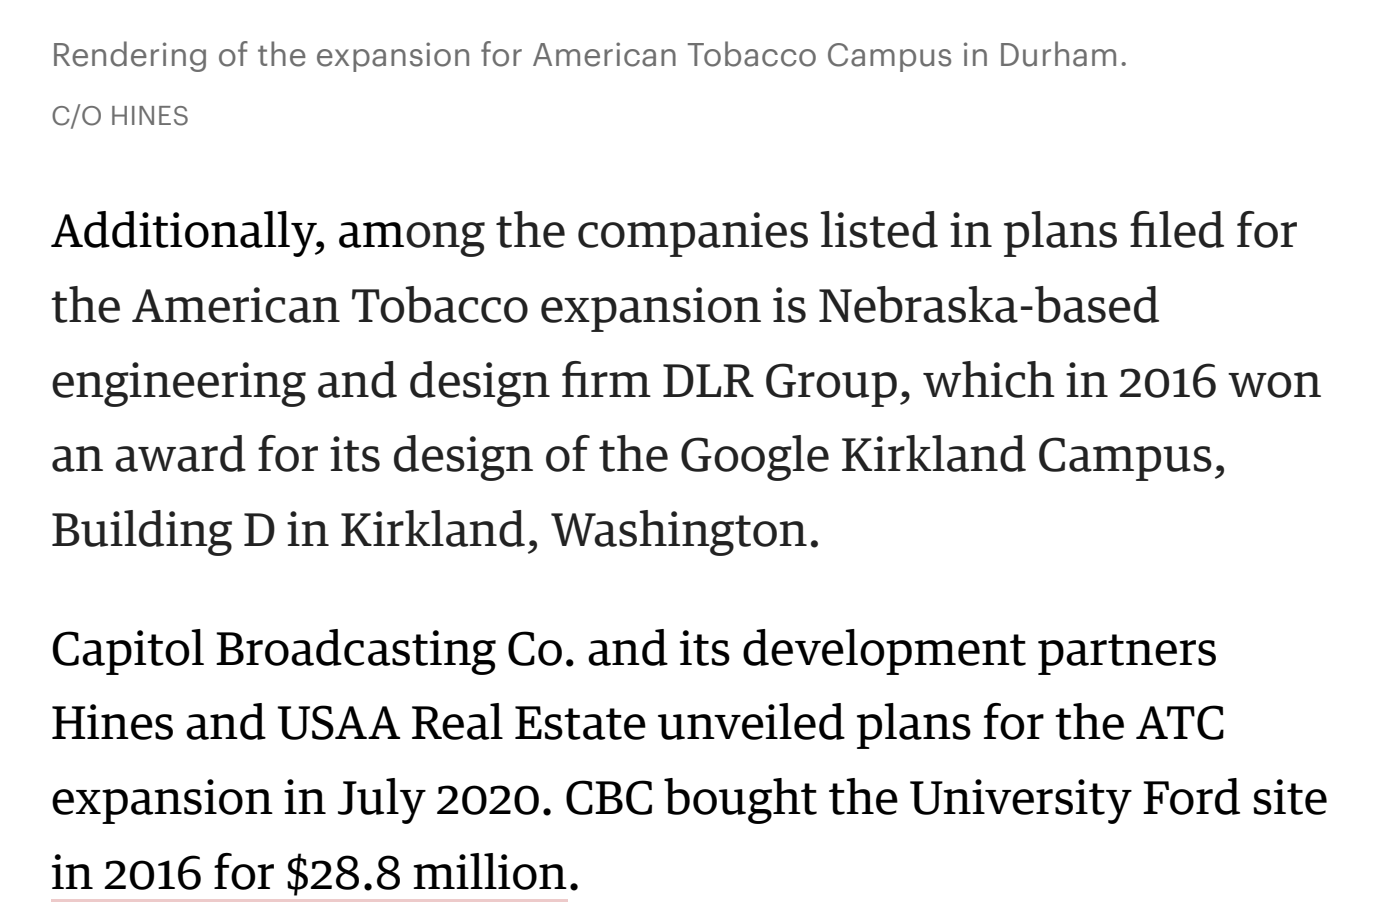 Rendering of the expansion for American Tobacco Campus in Durham.
C/O HINES
Additionally, among the companies listed in plans filed for
the American Tobacco expansion is Nebraska-based
engineering and design firm DLR Group, which in 2016 won
an award for its design of the Google Kirkland Campus,
Building D in Kirkland, Washington.
Capitol Broadcasting Co. and its development partners
Hines and USAA Real Estate unveiled plans for the ATC
expansion in July 2020. CBC bought the University Ford site
in 2016 for $28.8 million.